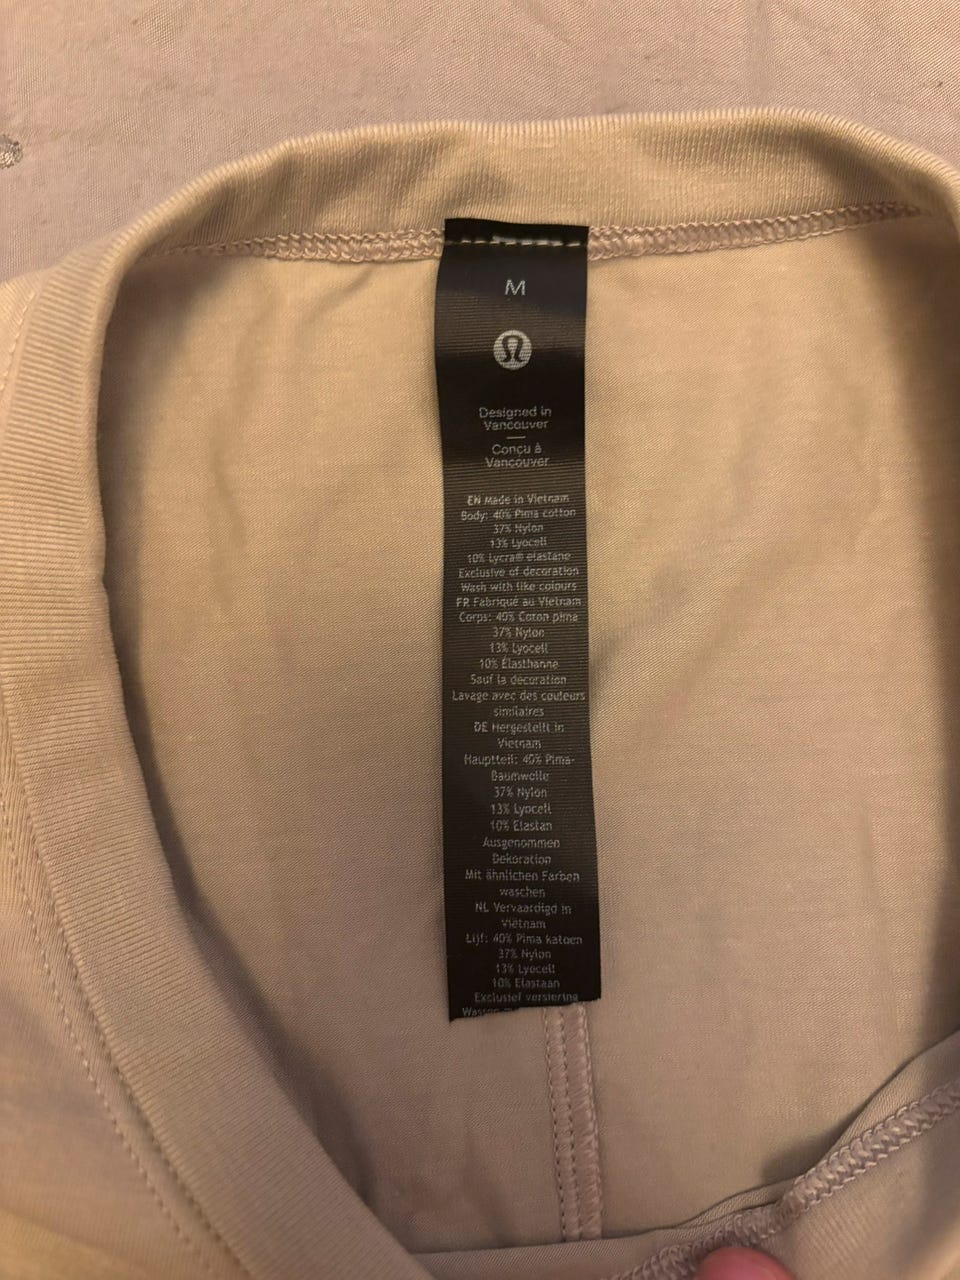 M
Designed in
Vancouver
Conçu à
Vancouver
EN Made in Vietnam
Body: 40% Pima cotton
37% Nylon
13% Lyocell
10% Lycra® elastane
Exclusive of decoration
Wash with like colours
FR Fabriqué au Vietnam
Corps: 40% Coton pima
37% Nylon
13% Lyocell
10% Élasthanne
Sauf la décoration
Lavage avec des couleurs
similaires
DE Hergestellt in
Vietnam
Hauptteil: 40% Pima-
Baumwolle
37% Nylon
13% Lyocell
10% Elastan
Ausgenommen
Dekoration
Mit ähnlichen Farben
waschen
NL Vervaardigd in
Vietnam
Lijf: 40% Pima katoen
37% Nylon
13% Lyocell
10% Elastaan
Exclusief versiering